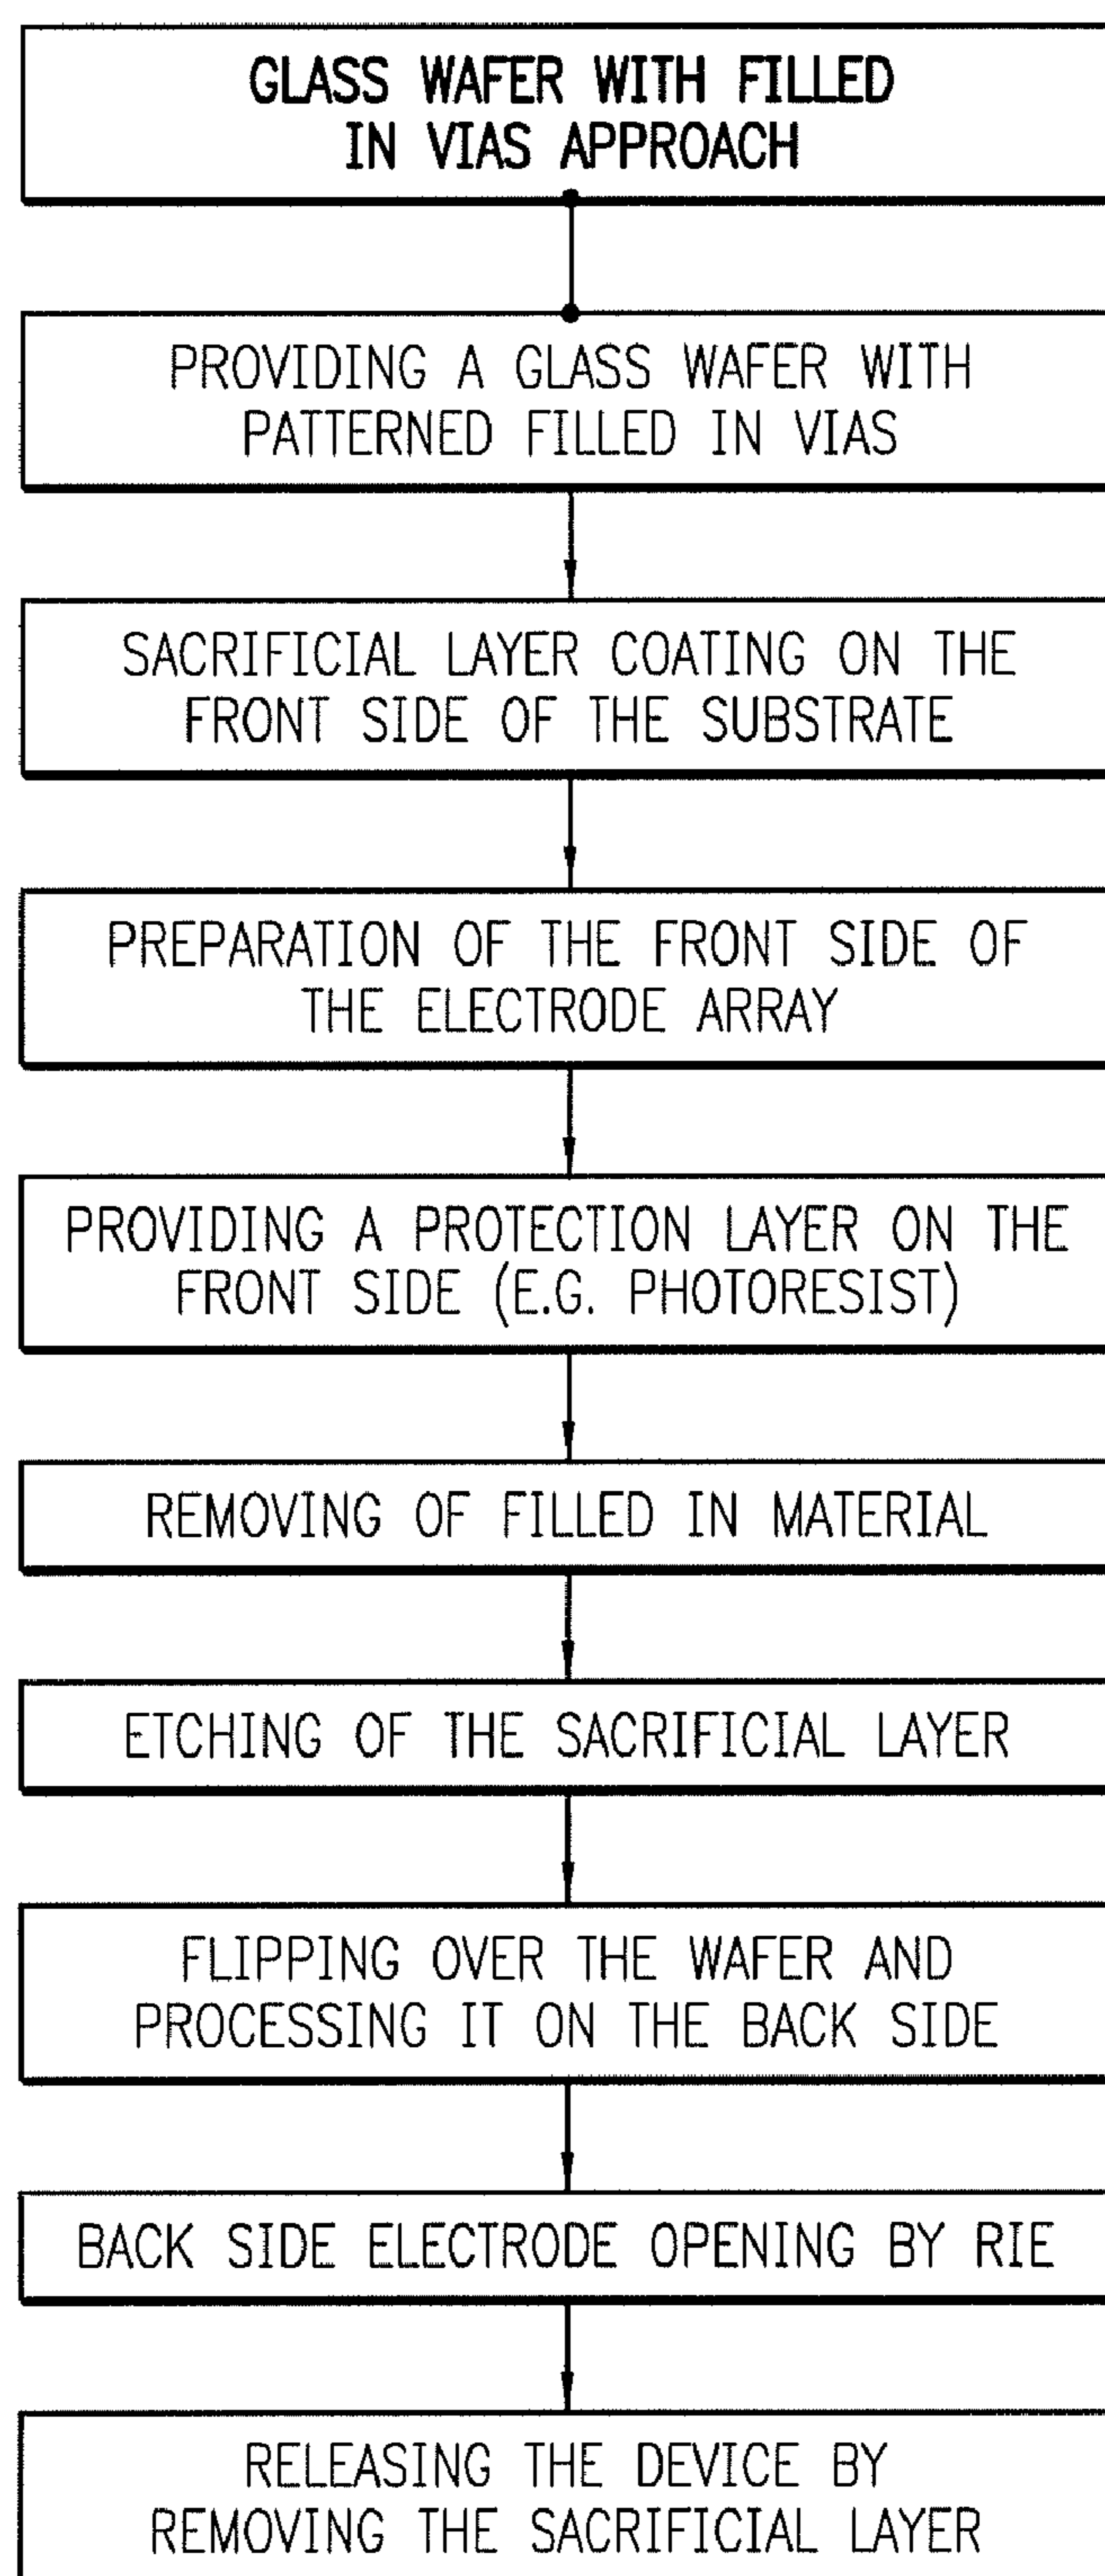 GLASS WAFER WITH FILLED
IN VIAS APPROACH
PROVIDING A GLASS WAFER WITH
PATTERNED FILLED IN VIAS
SACRIFICIAL LAYER COATING ON THE
FRONT SIDE OF THE SUBSTRATE
PREPARATION OF THE FRONT SIDE OF
THE ELECTRODE ARRAY
PROVIDING A PROTECTION LAYER ON THE
FRONT SIDE (E.G. PHOTORESIST)
REMOVING OF FILLED IN MATERIAL
ETCHING OF THE SACRIFICIAL LAYER
FLIPPING OVER THE WAFER AND
PROCESSING IT ON THE BACK SIDE
BACK SIDE ELECTRODE OPENING BY RIE
RELEASING THE DEVICE BY
REMOVING THE SACRIFICIAL LAYER